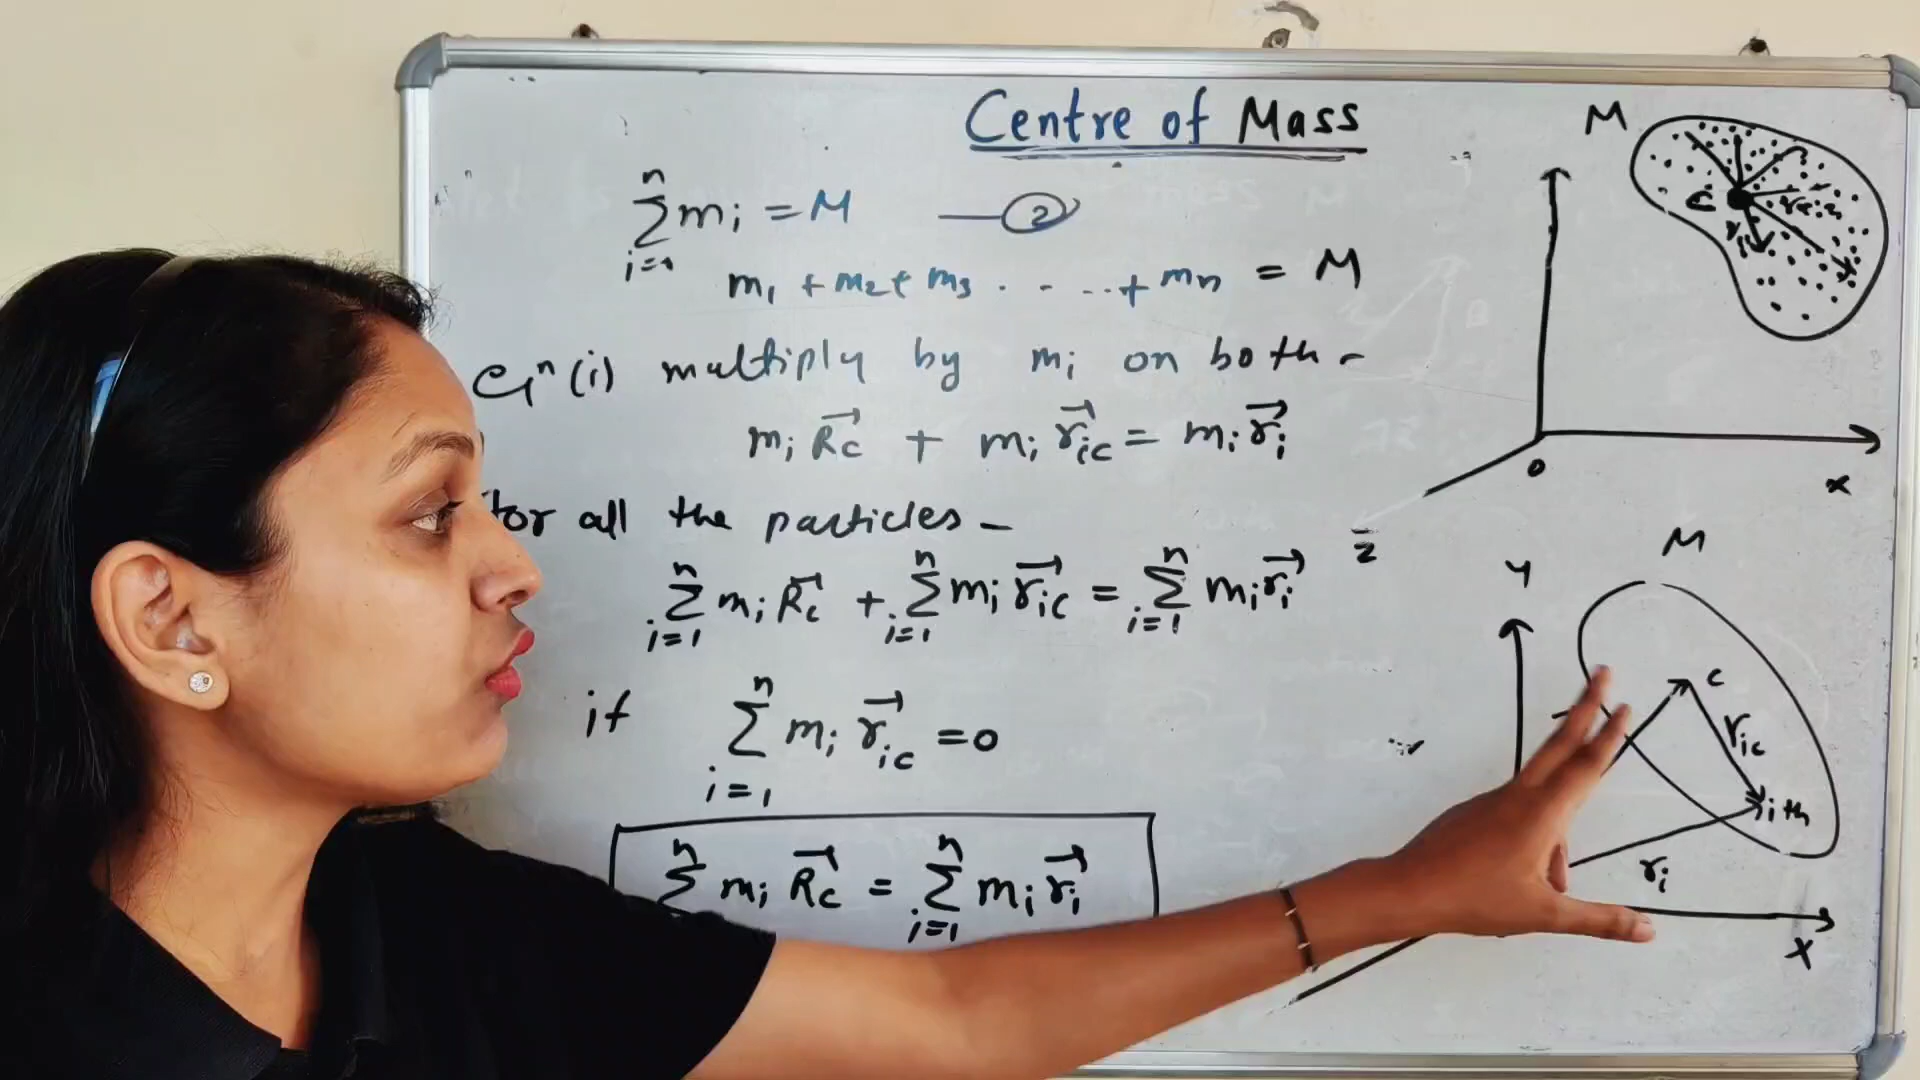 Centre of Mass
n
∑ mᵢ = M —②
i=1
m₁ + m₂ + m₃ . . . . . + mₙ = M
Eqⁿ (i) multiply by mᵢ on both -
mᵢ R⃗c + mᵢ r⃗ic = mᵢ r⃗i
for all the particles -
n n n
∑ mᵢ R⃗c + ∑ mᵢ r⃗ic = ∑ mᵢ r⃗i
i=1 i=1 i=1
n
if ∑ mᵢ r⃗ic = 0
i=1
n n
∑ mᵢ R⃗c = ∑ mᵢ r⃗i
i=1
M
C
O
X
Z
M
Y
C
ric
ith
ri
X